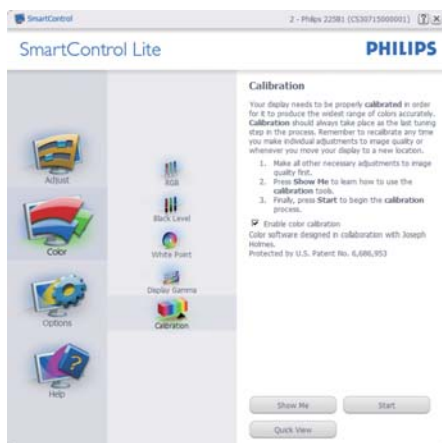 SmartControl
2 - Philips 225B1 (CS30715000001)
SmartControl Lite
PHILIPS
Adjust
Color
Options
Help
RGB
Black Level
White Point
Display Gamma
Calibration
Calibration
Your display needs to be properly calibrated in order
for it to produce the widest range of colors accurately.
Calibration should always take place as the last tuning
step in the process. Remember to recalibrate any time
you make individual adjustments to image quality or
whenever you move your display to a new location.
1. Make all other necessary adjustments to image
quality first.
2. Press Show Me to learn how to use the
calibration tools.
3. Finally, press Start to begin the calibration
process.
Enable color calibration
Color software designed in collaboration with Joseph
Holmes.
Protected by U.S. Patent No. 6,686,953
Show Me
Start
Quick View